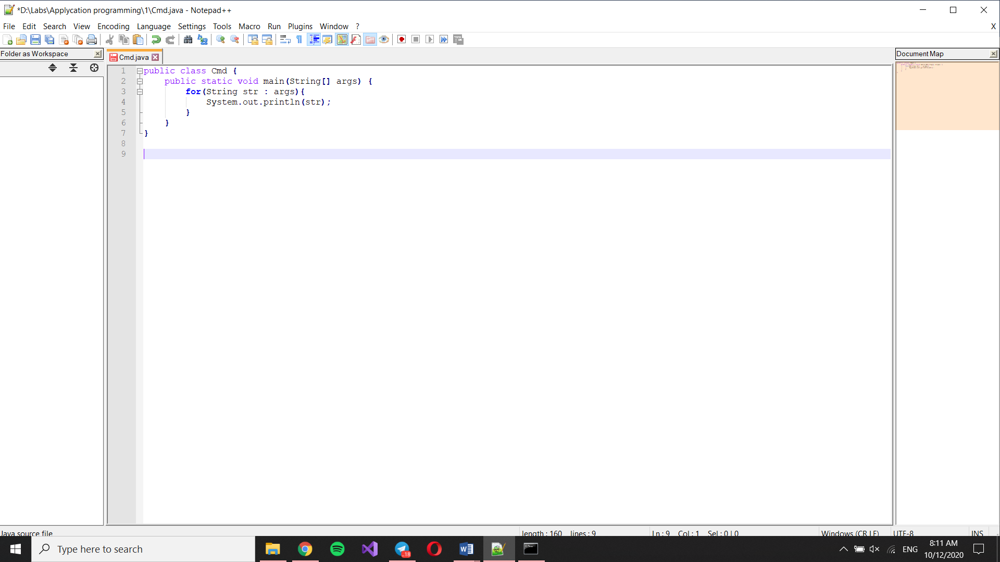 *D:\Labs\Applycation programming\1\Cmd.java - Notepad++
File Edit Search View Encoding Language Settings Tools Macro Run Plugins Window ? X
Folder as Workspace
Cmd.java
Document Map
1 public class Cmd {
2     public static void main(String[] args) {
3         for(String str : args){
4             System.out.println(str);
5         }
6     }
7 }
8
9
Java source file length : 160 lines : 9 Ln : 9 Col : 1 Sel : 0 | 0 Windows (CR LF) UTF-8 INS
Type here to search
..18
ENG
8:11 AM
10/12/2020